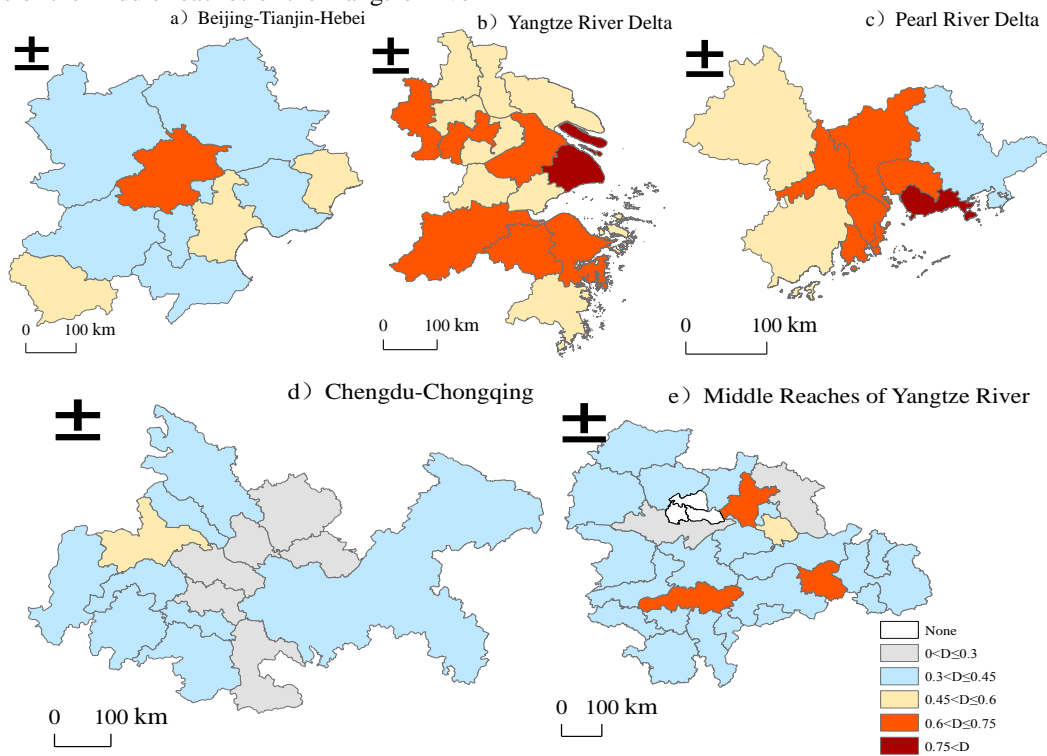 a）Beijing-Tianjin-Hebei
b）Yangtze River Delta
c）Pearl River Delta
0 100 km
0 100 km
0 100 km
d）Chengdu-Chongqing
e）Middle Reaches of Yangtze River
0 100 km
0 100 km
None
0<D≤0.3
0.3<D≤0.45
0.45<D≤0.6
0.6<D≤0.75
0.75<D